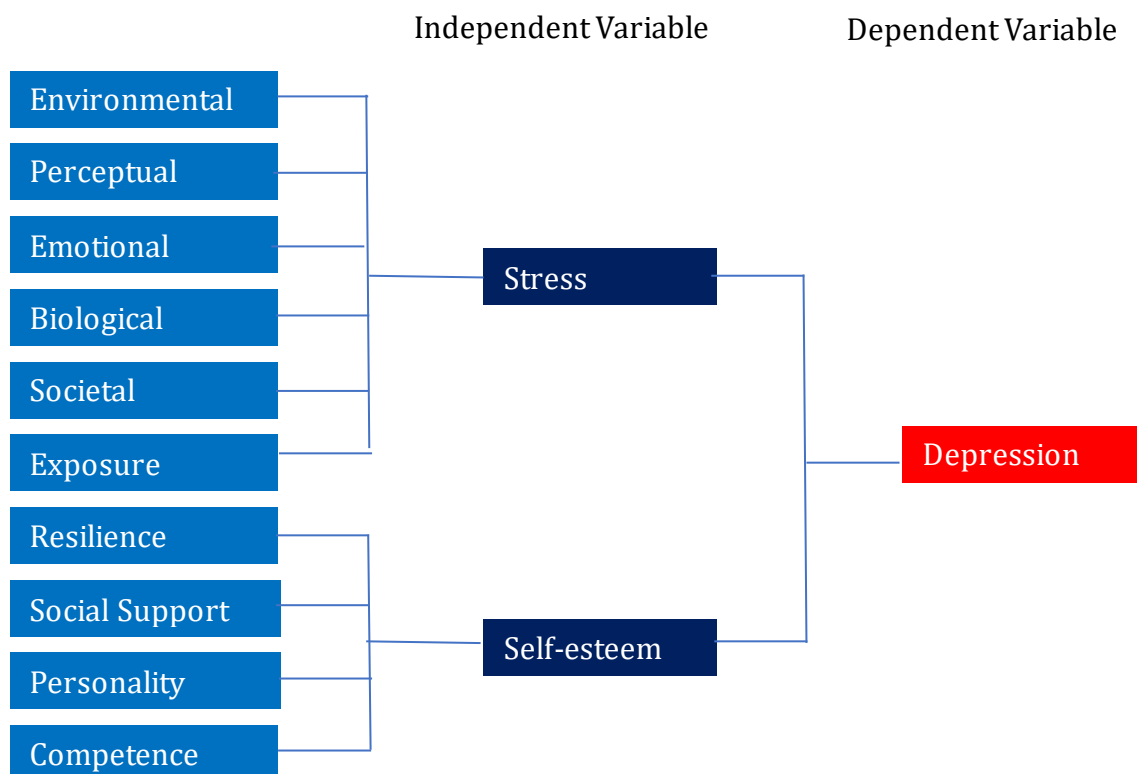 Independent Variable
Dependent Variable
Environmental
Perceptual
Emotional
Stress
Biological
Societal
Exposure
Depression
Resilience
Social Support
Self-esteem
Personality
Competence